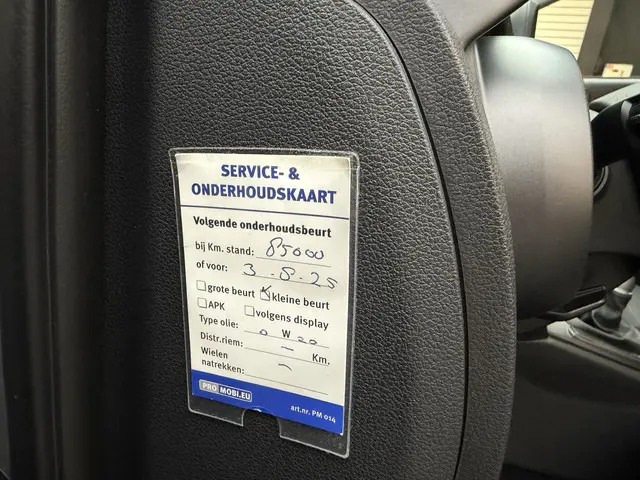 SERVICE- &
ONDERHOUDSKAART
Volgende onderhoudsbeurt
bij Km. stand: 85000
of voor: 3-8-25
grote beurt kleine beurt
APK volgens display
Type olie: 0 W 20
Distr.riem: – Km.
Wielen
natrekken: –
PRO MOBI.EU
art.nr. PM 014